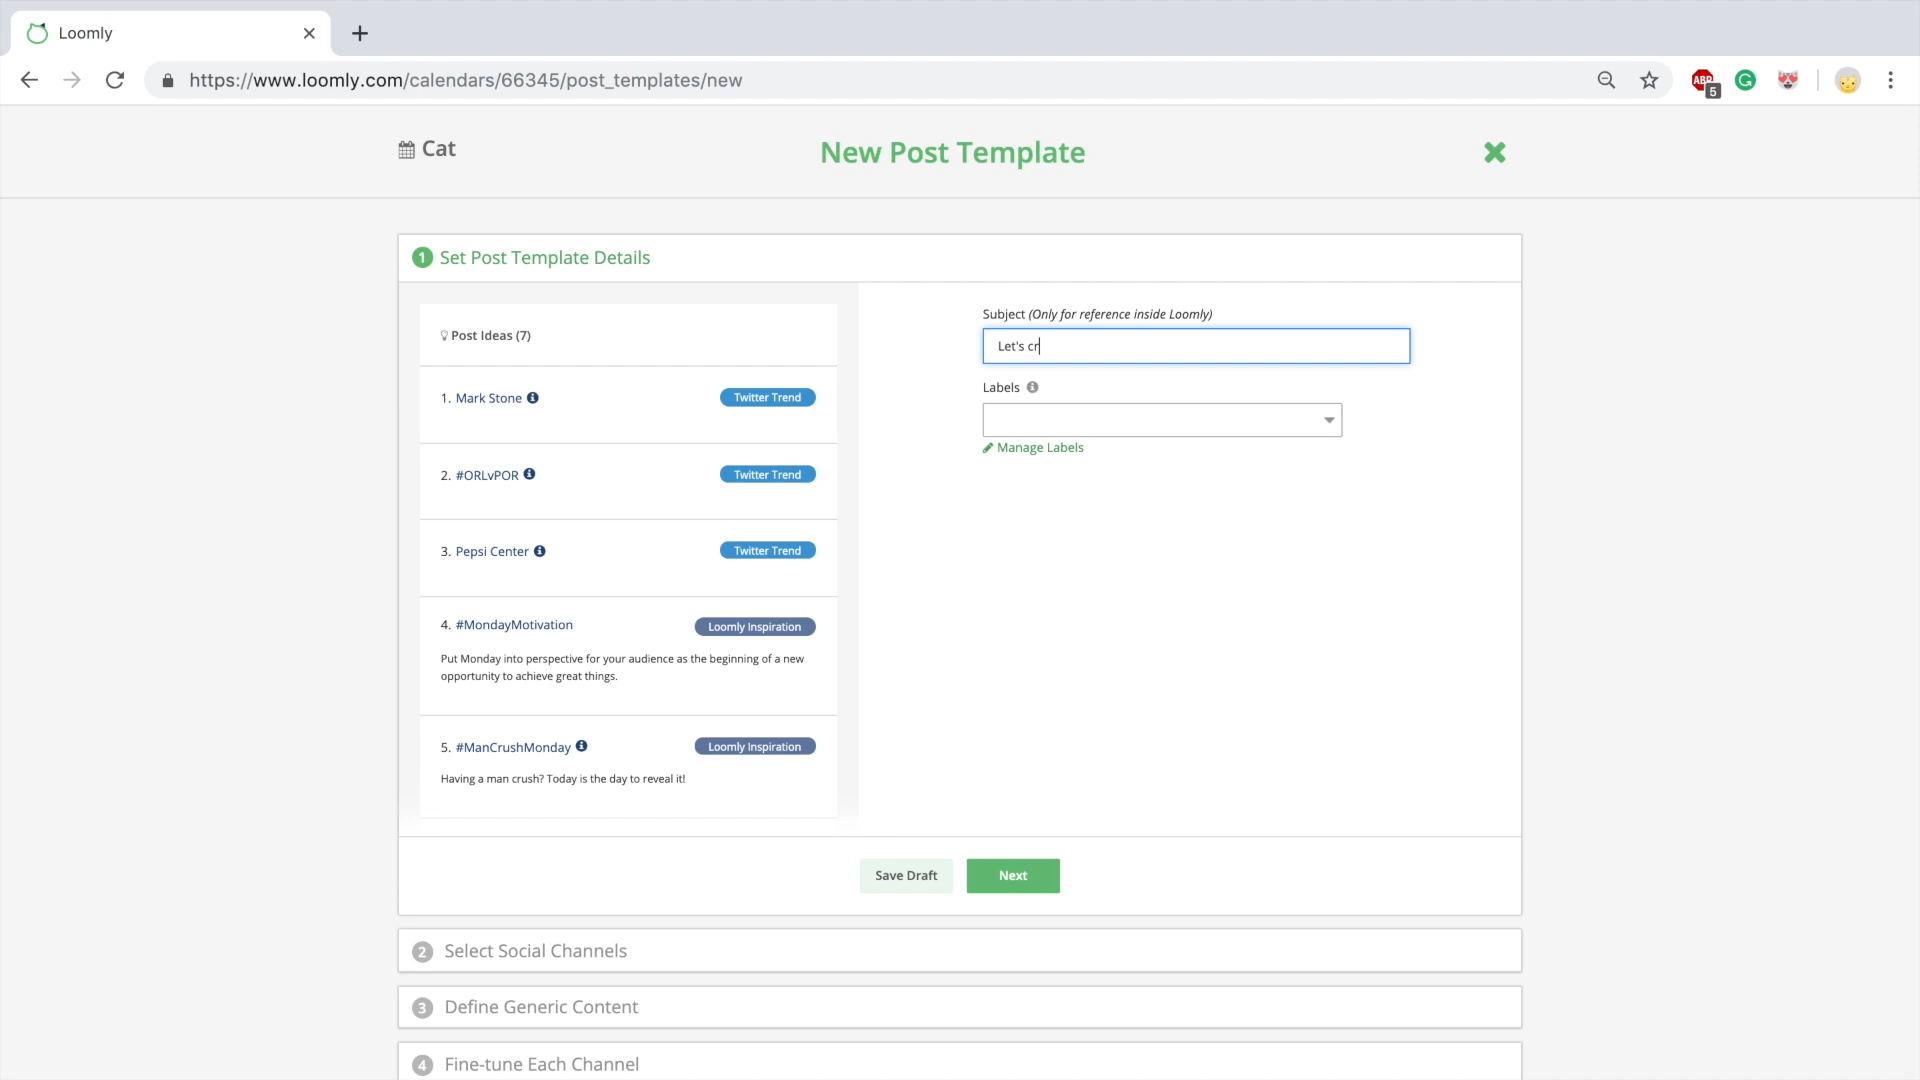 Loomly
https://www.loomly.com/calendars/66345/post_templates/new
ABP
5
G
Cat
New Post Template
1 Set Post Template Details
Post Ideas (7)
1. Mark Stone
Twitter Trend
2. #ORLvPOR
Twitter Trend
3. Pepsi Center
Twitter Trend
4. #MondayMotivation
Loomly Inspiration
Put Monday into perspective for your audience as the beginning of a new
opportunity to achieve great things.
5. #ManCrushMonday
Loomly Inspiration
Having a man crush? Today is the day to reveal it!
Subject (Only for reference inside Loomly)
Let's cr
Labels
Manage Labels
Save Draft
Next
2 Select Social Channels
3 Define Generic Content
4 Fine-tune Each Channel